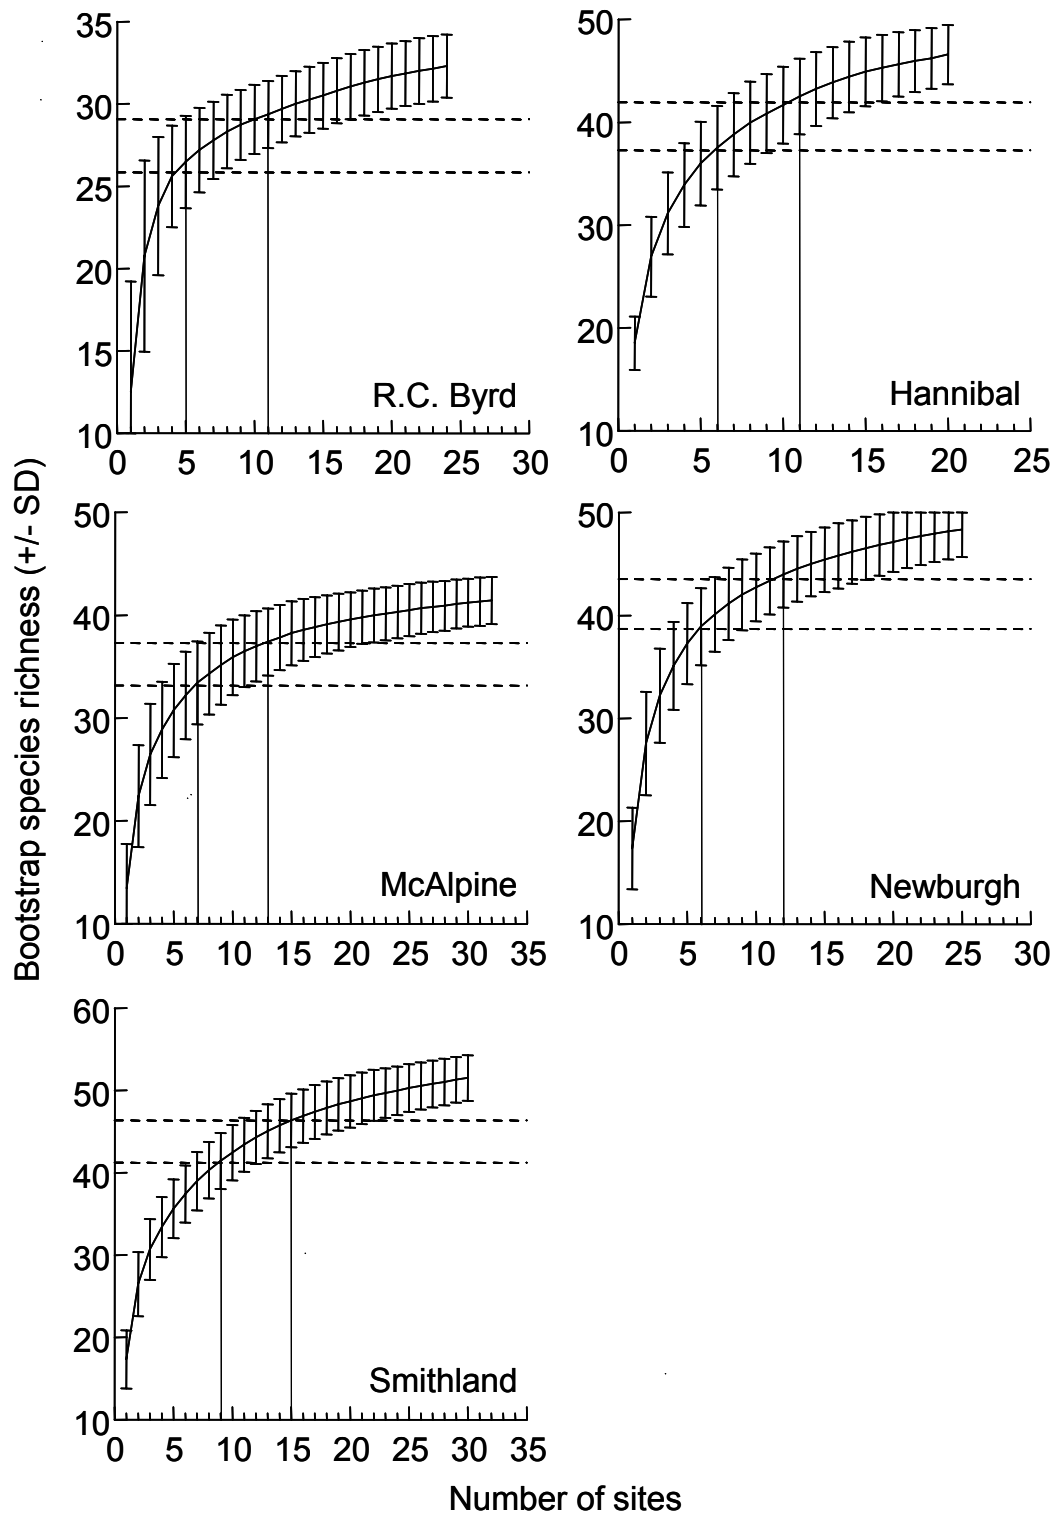 35
30
25
20
15
10
R.C. Byrd
0 5 10 15 20 25 30
50
40
30
20
10
Hannibal
0 5 10 15 20 25
Bootstrap species richness (+/- SD)
50
40
30
20
10
McAlpine
0 5 10 15 20 25 30 35
50
40
30
20
10
Newburgh
0 5 10 15 20 25 30
60
50
40
30
20
10
Smithland
0 5 10 15 20 25 30 35
Number of sites